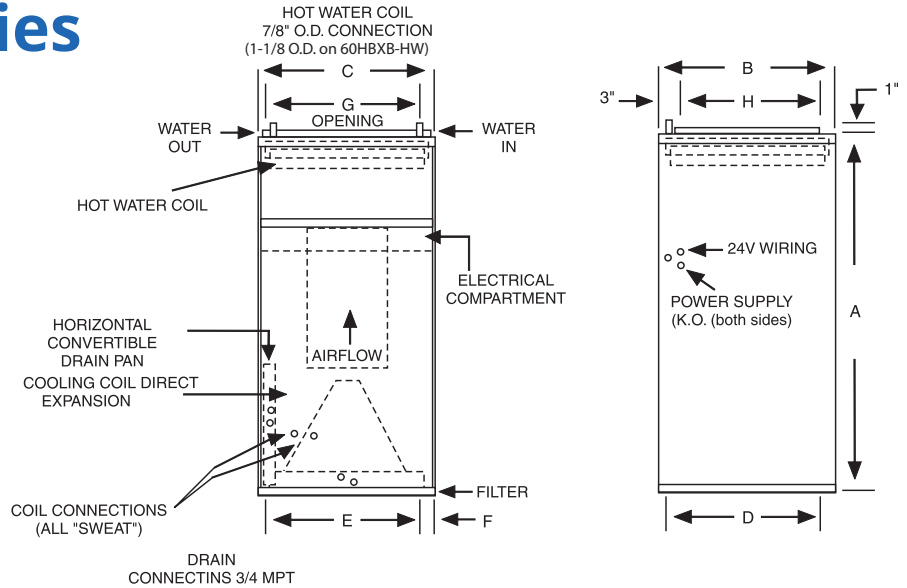 ies
HOT WATER COIL
7/8" O.D. CONNECTION
(1-1/8 O.D. on 60HBXB-HW)
C
G
OPENING
WATER
OUT
WATER
IN
HOT WATER COIL
ELECTRICAL
COMPARTMENT
HORIZONTAL
CONVERTIBLE
DRAIN PAN
AIRFLOW
COOLING COIL DIRECT
EXPANSION
COIL CONNECTIONS
(ALL "SWEAT")
FILTER
E
F
DRAIN
CONNECTINS 3/4 MPT
B
3"
H
1"
24V WIRING
POWER SUPPLY
(K.O. (both sides)
A
D